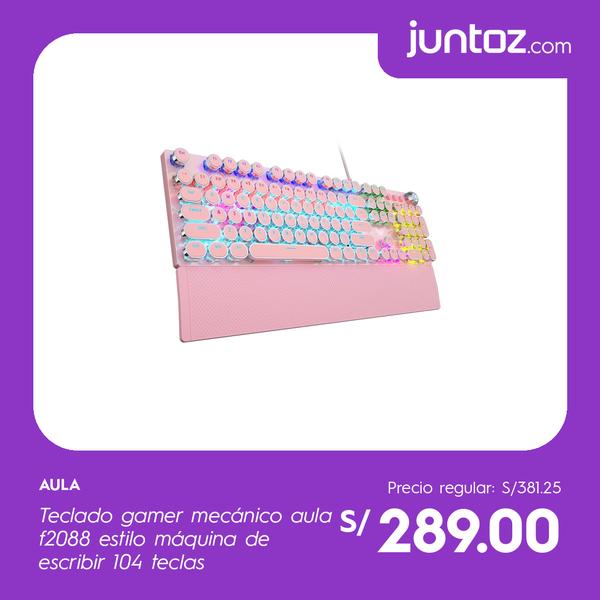 juntoz.com
AULA
Teclado gamer mecánico aula
f2088 estilo máquina de
escribir 104 teclas
Precio regular: S/381.25
S/ 289.00